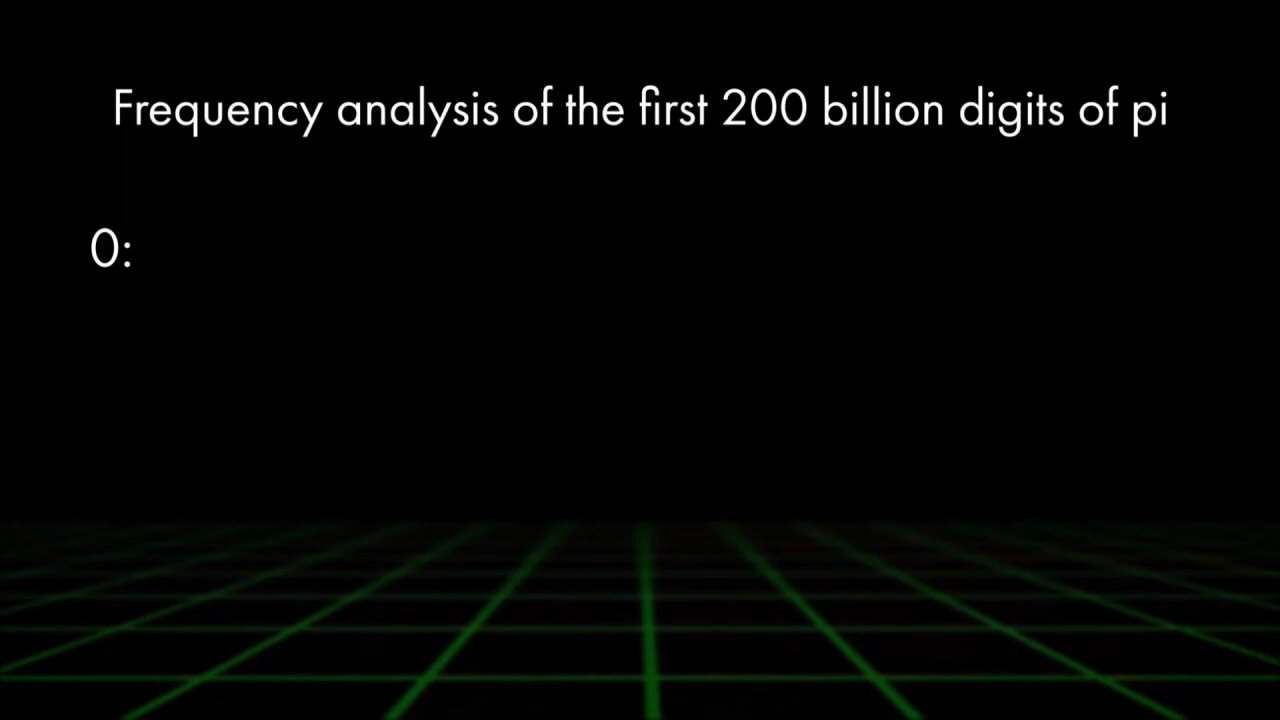 Frequency analysis of the first 200 billion digits of pi
0: